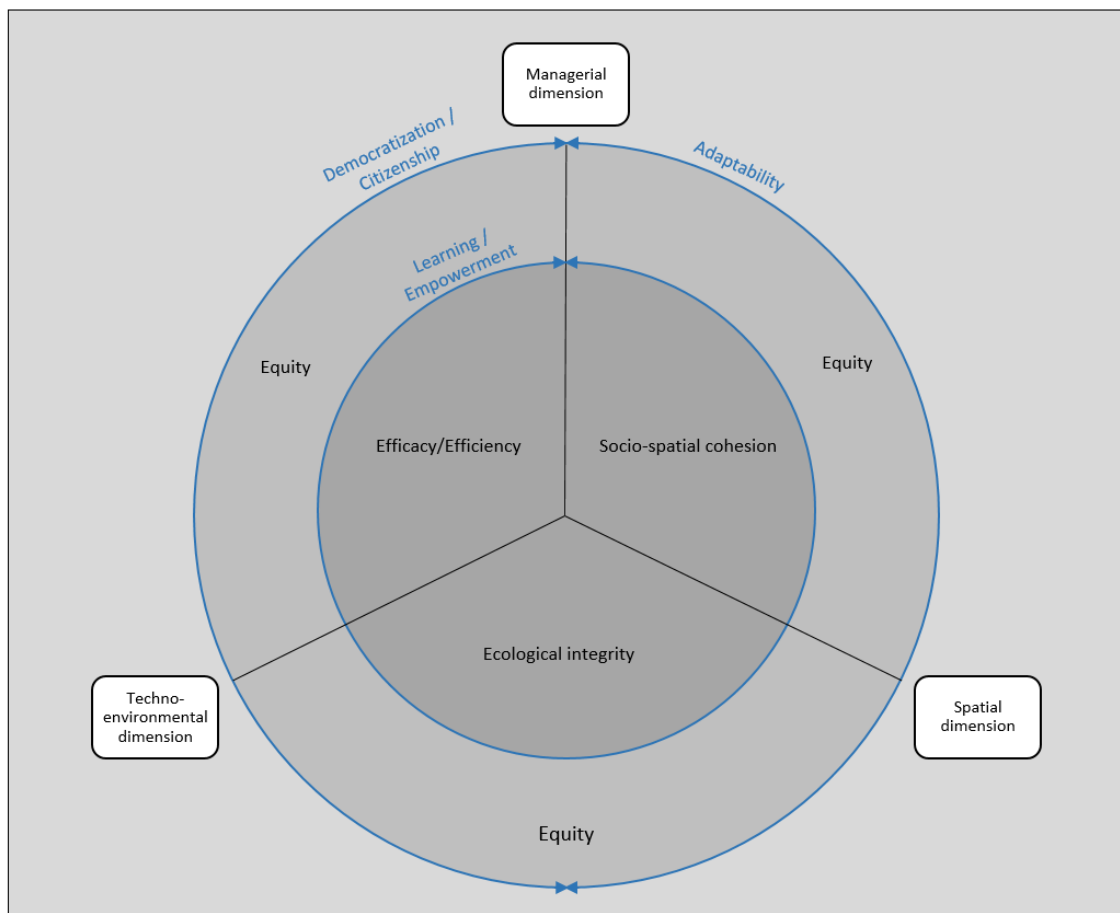 Managerial
dimension
Democratization /
Citizenship
Adaptability
Learning /
Empowerment
Equity
Equity
Efficacy/Efficiency
Socio-spatial cohesion
Ecological integrity
Techno-
environmental
dimension
Spatial
dimension
Equity